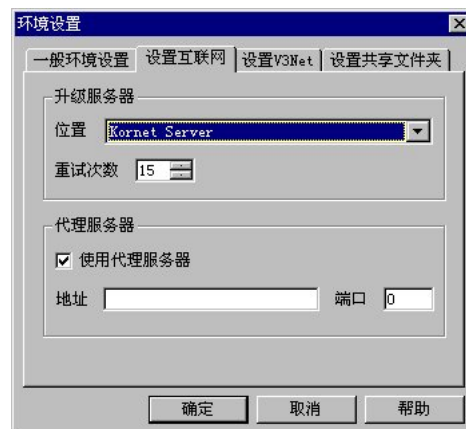 环境设置
一般环境设置 设置互联网 设置V3Net 设置共享文件夹
升级服务器
位置 Kornet Server
重试次数 15
代理服务器
使用代理服务器
地址 端口 0
确定 取消 帮助